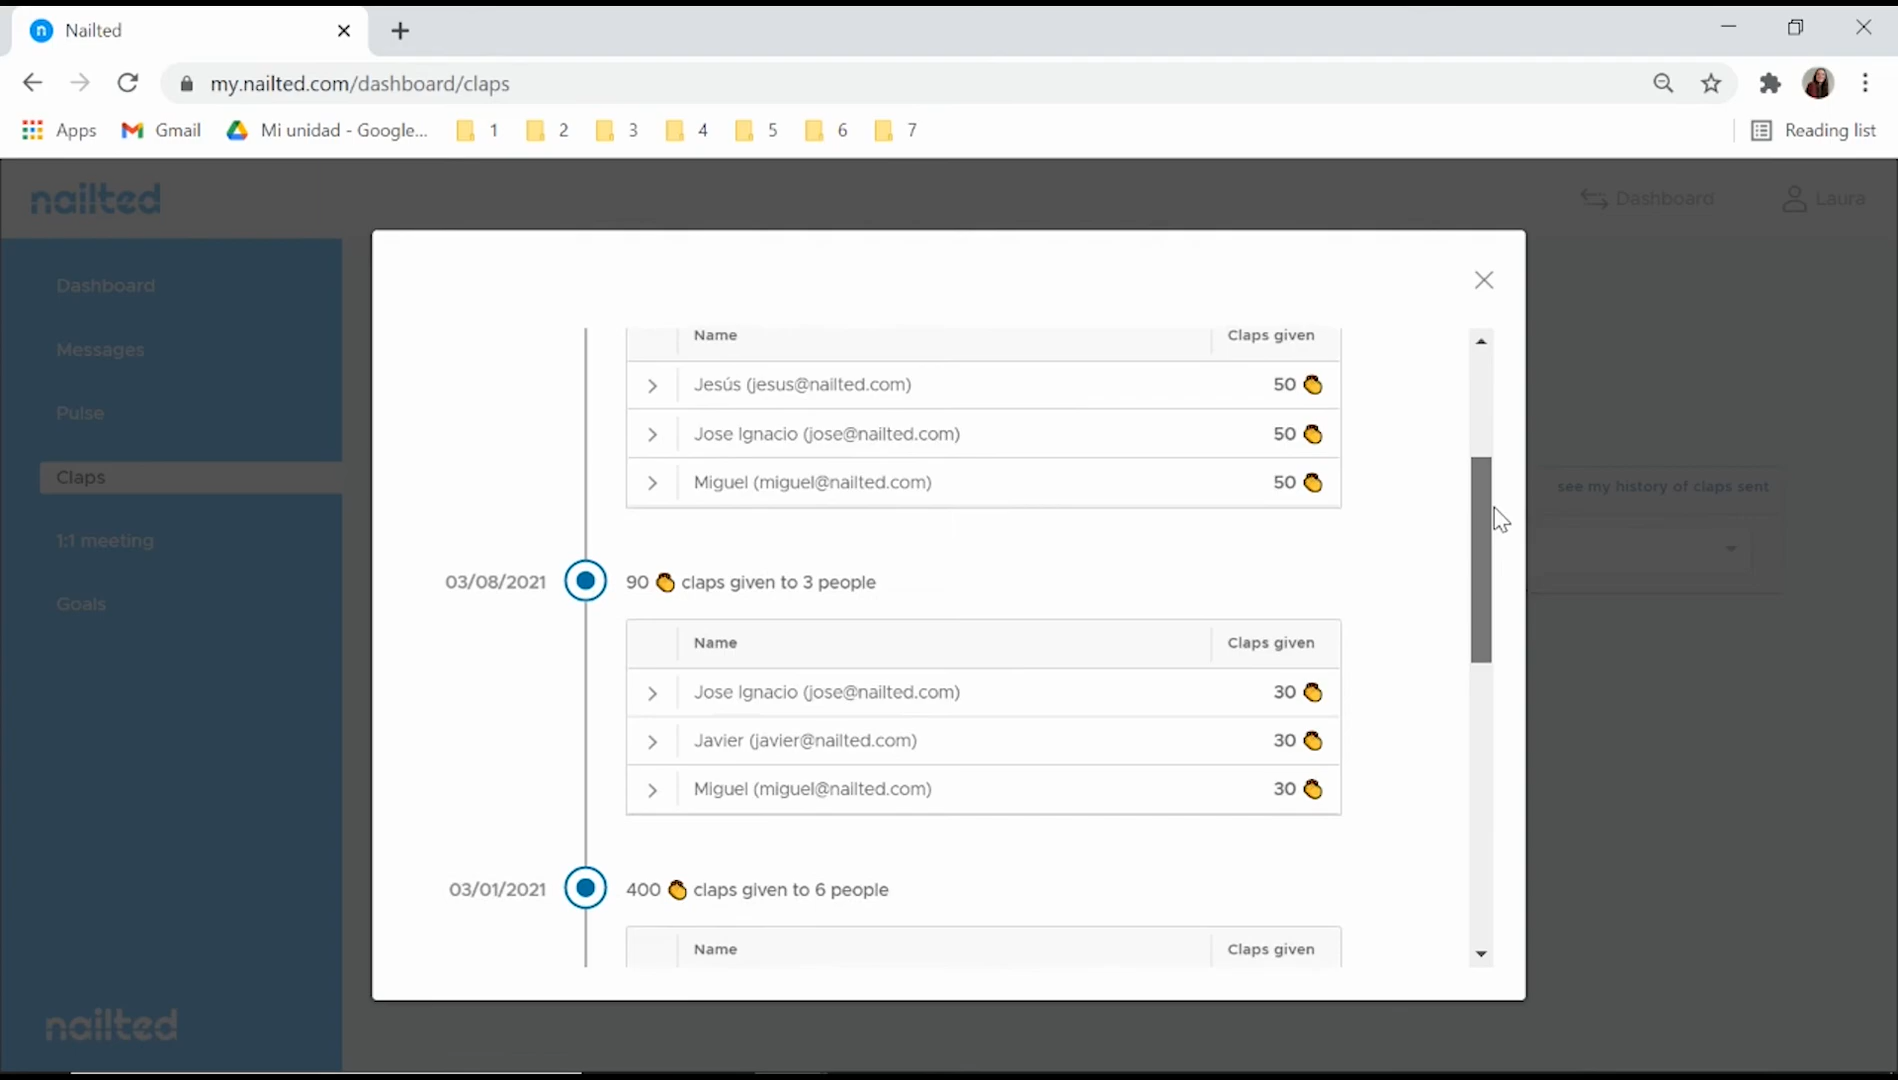 Nailted
my.nailted.com/dashboard/claps
Apps Gmail Mi unidad - Google... 1 2 3 4 5 6 7 Reading list
nailted Dashboard Laura
Dashboard
Messages
Pulse
Claps
1:1 meeting
Goals
nailted
see my history of claps sent
Name Claps given
Jesús (jesus@nailted.com) 50
Jose Ignacio (jose@nailted.com) 50
Miguel (miguel@nailted.com) 50
03/08/2021 90 claps given to 3 people
Name Claps given
Jose Ignacio (jose@nailted.com) 30
Javier (javier@nailted.com) 30
Miguel (miguel@nailted.com) 30
03/01/2021 400 claps given to 6 people
Name Claps given